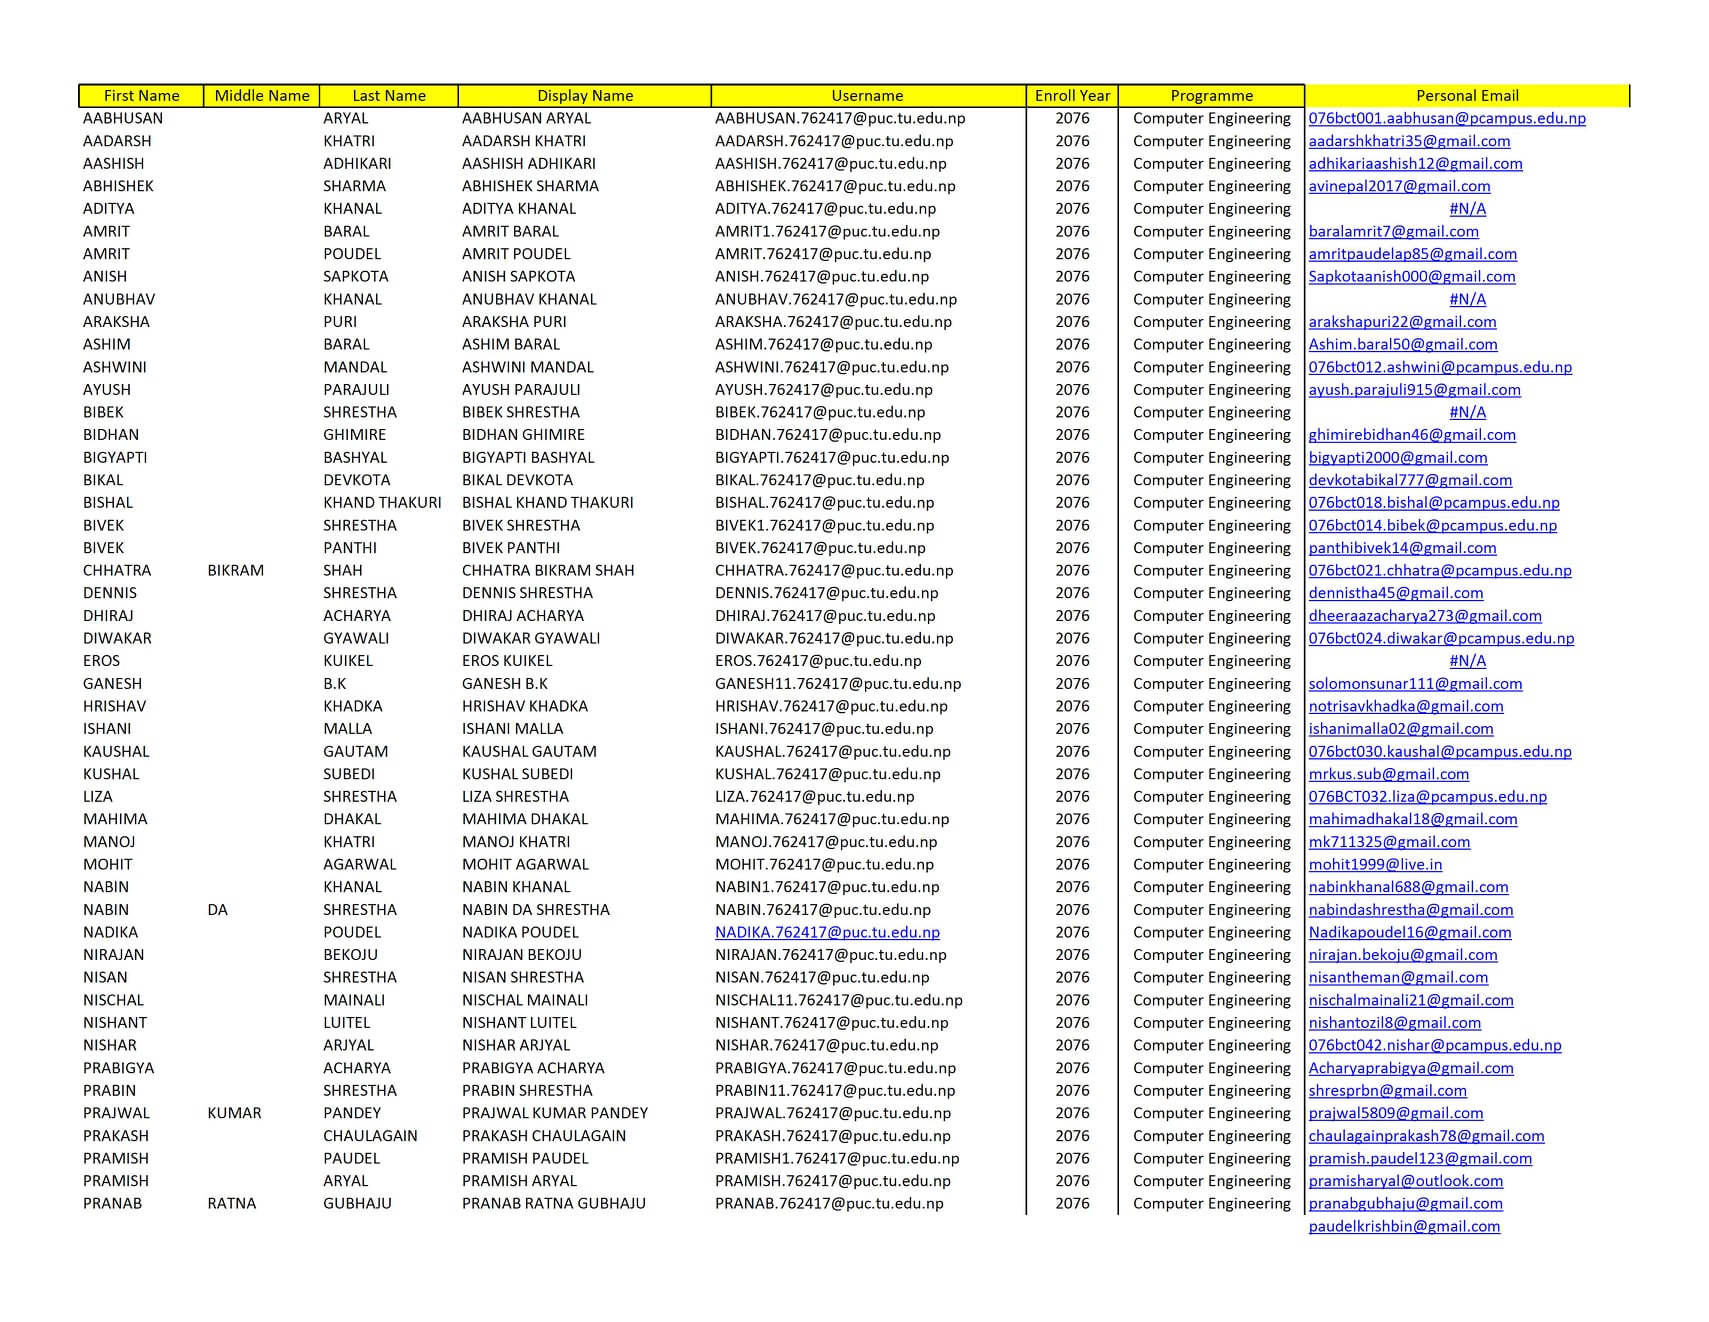 First Name Middle Name Last Name Display Name Username Enroll Year Programme Personal Email
AABHUSAN ARYAL AABHUSAN ARYAL AABHUSAN.762417@puc.tu.edu.np 2076 Computer Engineering 076bct001.aabhusan@pcampus.edu.np
AADARSH KHATRI AADARSH KHATRI AADARSH.762417@puc.tu.edu.np 2076 Computer Engineering aadarshkhatri35@gmail.com
AASHISH ADHIKARI AASHISH ADHIKARI AASHISH.762417@puc.tu.edu.np 2076 Computer Engineering adhikariaashish12@gmail.com
ABHISHEK SHARMA ABHISHEK SHARMA ABHISHEK.762417@puc.tu.edu.np 2076 Computer Engineering avinepal2017@gmail.com
ADITYA KHANAL ADITYA KHANAL ADITYA.762417@puc.tu.edu.np 2076 Computer Engineering #N/A
AMRIT BARAL AMRIT BARAL AMRIT1.762417@puc.tu.edu.np 2076 Computer Engineering baralamrit7@gmail.com
AMRIT POUDEL AMRIT POUDEL AMRIT.762417@puc.tu.edu.np 2076 Computer Engineering amritpaudelap85@gmail.com
ANISH SAPKOTA ANISH SAPKOTA ANISH.762417@puc.tu.edu.np 2076 Computer Engineering Sapkotaanish000@gmail.com
ANUBHAV KHANAL ANUBHAV KHANAL ANUBHAV.762417@puc.tu.edu.np 2076 Computer Engineering #N/A
ARAKSHA PURI ARAKSHA PURI ARAKSHA.762417@puc.tu.edu.np 2076 Computer Engineering arakshapuri22@gmail.com
ASHIM BARAL ASHIM BARAL ASHIM.762417@puc.tu.edu.np 2076 Computer Engineering Ashim.baral50@gmail.com
ASHWINI MANDAL ASHWINI MANDAL ASHWINI.762417@puc.tu.edu.np 2076 Computer Engineering 076bct012.ashwini@pcampus.edu.np
AYUSH PARAJULI AYUSH PARAJULI AYUSH.762417@puc.tu.edu.np 2076 Computer Engineering ayush.parajuli915@gmail.com
BIBEK SHRESTHA BIBEK SHRESTHA BIBEK.762417@puc.tu.edu.np 2076 Computer Engineering #N/A
BIDHAN GHIMIRE BIDHAN GHIMIRE BIDHAN.762417@puc.tu.edu.np 2076 Computer Engineering ghimirebidhan46@gmail.com
BIGYAPTI BASHYAL BIGYAPTI BASHYAL BIGYAPTI.762417@puc.tu.edu.np 2076 Computer Engineering bigyapti2000@gmail.com
BIKAL DEVKOTA BIKAL DEVKOTA BIKAL.762417@puc.tu.edu.np 2076 Computer Engineering devkotabikal777@gmail.com
BISHAL KHAND THAKURI BISHAL KHAND THAKURI BISHAL.762417@puc.tu.edu.np 2076 Computer Engineering 076bct018.bishal@pcampus.edu.np
BIVEK SHRESTHA BIVEK SHRESTHA BIVEK1.762417@puc.tu.edu.np 2076 Computer Engineering 076bct014.bibek@pcampus.edu.np
BIVEK PANTHI BIVEK PANTHI BIVEK.762417@puc.tu.edu.np 2076 Computer Engineering panthibivek14@gmail.com
CHHATRA BIKRAM SHAH CHHATRA BIKRAM SHAH CHHATRA.762417@puc.tu.edu.np 2076 Computer Engineering 076bct021.chhatra@pcampus.edu.np
DENNIS SHRESTHA DENNIS SHRESTHA DENNIS.762417@puc.tu.edu.np 2076 Computer Engineering dennistha45@gmail.com
DHIRAJ ACHARYA DHIRAJ ACHARYA DHIRAJ.762417@puc.tu.edu.np 2076 Computer Engineering dheeraazacharya273@gmail.com
DIWAKAR GYAWALI DIWAKAR GYAWALI DIWAKAR.762417@puc.tu.edu.np 2076 Computer Engineering 076bct024.diwakar@pcampus.edu.np
EROS KUIKEL EROS KUIKEL EROS.762417@puc.tu.edu.np 2076 Computer Engineering #N/A
GANESH B.K GANESH B.K GANESH11.762417@puc.tu.edu.np 2076 Computer Engineering solomonsunar111@gmail.com
HRISHAV KHADKA HRISHAV KHADKA HRISHAV.762417@puc.tu.edu.np 2076 Computer Engineering notrisavkhadka@gmail.com
ISHANI MALLA ISHANI MALLA ISHANI.762417@puc.tu.edu.np 2076 Computer Engineering ishanimalla02@gmail.com
KAUSHAL GAUTAM KAUSHAL GAUTAM KAUSHAL.762417@puc.tu.edu.np 2076 Computer Engineering 076bct030.kaushal@pcampus.edu.np
KUSHAL SUBEDI KUSHAL SUBEDI KUSHAL.762417@puc.tu.edu.np 2076 Computer Engineering mrkus.sub@gmail.com
LIZA SHRESTHA LIZA SHRESTHA LIZA.762417@puc.tu.edu.np 2076 Computer Engineering 076BCT032.liza@pcampus.edu.np
MAHIMA DHAKAL MAHIMA DHAKAL MAHIMA.762417@puc.tu.edu.np 2076 Computer Engineering mahimadhakal18@gmail.com
MANOJ KHATRI MANOJ KHATRI MANOJ.762417@puc.tu.edu.np 2076 Computer Engineering mk711325@gmail.com
MOHIT AGARWAL MOHIT AGARWAL MOHIT.762417@puc.tu.edu.np 2076 Computer Engineering mohit1999@live.in
NABIN KHANAL NABIN KHANAL NABIN1.762417@puc.tu.edu.np 2076 Computer Engineering nabinkhanal688@gmail.com
NABIN DA SHRESTHA NABIN DA SHRESTHA NABIN.762417@puc.tu.edu.np 2076 Computer Engineering nabindashrestha@gmail.com
NADIKA POUDEL NADIKA POUDEL NADIKA.762417@puc.tu.edu.np 2076 Computer Engineering Nadikapoudel16@gmail.com
NIRAJAN BEKOJU NIRAJAN BEKOJU NIRAJAN.762417@puc.tu.edu.np 2076 Computer Engineering nirajan.bekoju@gmail.com
NISAN SHRESTHA NISAN SHRESTHA NISAN.762417@puc.tu.edu.np 2076 Computer Engineering nisantheman@gmail.com
NISCHAL MAINALI NISCHAL MAINALI NISCHAL11.762417@puc.tu.edu.np 2076 Computer Engineering nischalmainali21@gmail.com
NISHANT LUITEL NISHANT LUITEL NISHANT.762417@puc.tu.edu.np 2076 Computer Engineering nishantozil8@gmail.com
NISHAR ARJYAL NISHAR ARJYAL NISHAR.762417@puc.tu.edu.np 2076 Computer Engineering 076bct042.nishar@pcampus.edu.np
PRABIGYA ACHARYA PRABIGYA ACHARYA PRABIGYA.762417@puc.tu.edu.np 2076 Computer Engineering Acharyaprabigya@gmail.com
PRABIN SHRESTHA PRABIN SHRESTHA PRABIN11.762417@puc.tu.edu.np 2076 Computer Engineering shresprbn@gmail.com
PRAJWAL KUMAR PANDEY PRAJWAL KUMAR PANDEY PRAJWAL.762417@puc.tu.edu.np 2076 Computer Engineering prajwal5809@gmail.com
PRAKASH CHAULAGAIN PRAKASH CHAULAGAIN PRAKASH.762417@puc.tu.edu.np 2076 Computer Engineering chaulagainprakash78@gmail.com
PRAMISH PAUDEL PRAMISH PAUDEL PRAMISH1.762417@puc.tu.edu.np 2076 Computer Engineering pramish.paudel123@gmail.com
PRAMISH ARYAL PRAMISH ARYAL PRAMISH.762417@puc.tu.edu.np 2076 Computer Engineering pramisharyal@outlook.com
PRANAB RATNA GUBHAJU PRANAB RATNA GUBHAJU PRANAB.762417@puc.tu.edu.np 2076 Computer Engineering pranabgubhaju@gmail.com
paudelkrishbin@gmail.com